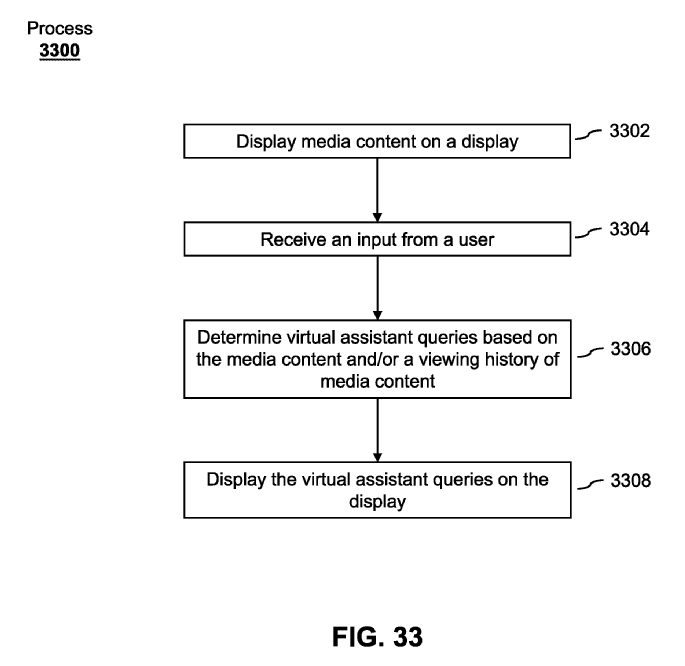 Process
3300
Display media content on a display
3302
Receive an input from a user
3304
Determine virtual assistant queries based on
the media content and/or a viewing history of
media content
3306
Display the virtual assistant queries on the
display
3308
FIG. 33